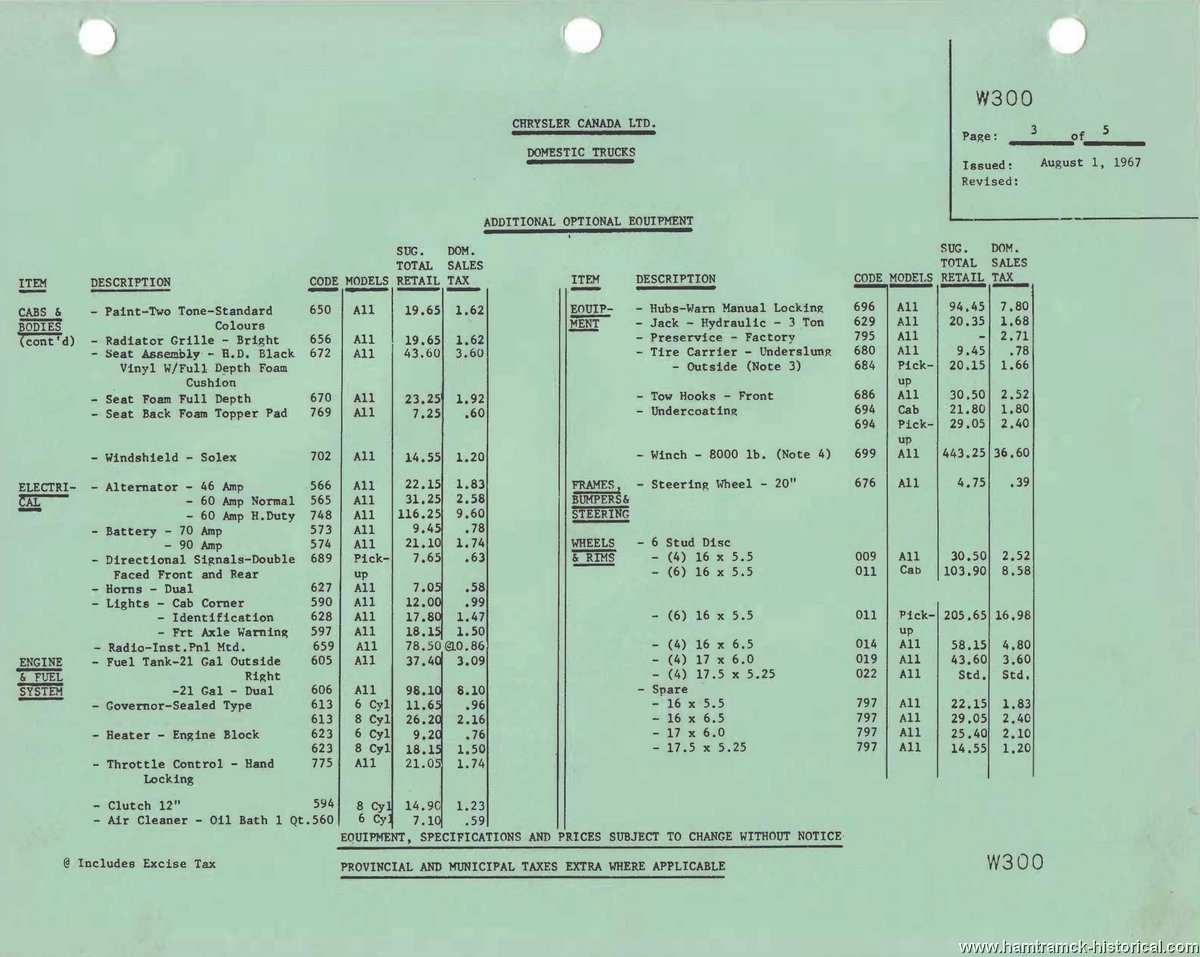 W300
Page: 3 of 5
Issued: August 1, 1967
Revised:
CHRYSLER CANADA LTD.
DOMESTIC TRUCKS
ADDITIONAL OPTIONAL EQUIPMENT
SUG. DOM.
TOTAL SALES
ITEM DESCRIPTION CODE MODELS RETAIL TAX
CABS & - Paint-Two Tone-Standard 650 All 19.65 1.62
BODIES Colours
(cont'd) - Radiator Grille - Bright 656 All 19.65 1.62
- Seat Assembly - H.D. Black 672 All 43.60 3.60
Vinyl W/Full Depth Foam
Cushion
- Seat Foam Full Depth 670 All 23.25 1.92
- Seat Back Foam Topper Pad 769 All 7.25 .60
- Windshield - Solex 702 All 14.55 1.20
ELECTRI- - Alternator - 46 Amp 566 All 22.15 1.83
CAL - 60 Amp Normal 565 All 31.25 2.58
- 60 Amp H.Duty 748 All 116.25 9.60
- Battery - 70 Amp 573 All 9.45 .78
- 90 Amp 574 All 21.10 1.74
- Directional Signals-Double 689 Pick- 7.65 .63
Faced Front and Rear up
- Horns - Dual 627 All 7.05 .58
- Lights - Cab Corner 590 All 12.00 .99
- Identification 628 All 17.80 1.47
- Frt Axle Warning 597 All 18.15 1.50
- Radio-Inst.Pnl Mtd. 659 All 78.50 @10.86
ENGINE - Fuel Tank-21 Gal Outside 605 All 37.40 3.09
& FUEL Right
SYSTEM -21 Gal - Dual 606 All 98.10 8.10
- Governor-Sealed Type 613 6 Cyl 11.65 .96
613 8 Cyl 26.20 2.16
- Heater - Engine Block 623 6 Cyl 9.20 .76
623 8 Cyl 18.15 1.50
- Throttle Control - Hand 775 All 21.05 1.74
Locking
- Clutch 12" 594 8 Cyl 14.90 1.23
- Air Cleaner - Oil Bath 1 Qt.560 6 Cyl 7.10 .59
SUG. DOM.
TOTAL SALES
ITEM DESCRIPTION CODE MODELS RETAIL TAX
EQUIP- - Hubs-Warn Manual Locking 696 All 94.45 7.80
MENT - Jack - Hydraulic - 3 Ton 629 All 20.35 1.68
- Preservice - Factory 795 All - 2.71
- Tire Carrier - Underslung 680 All 9.45 .78
- Outside (Note 3) 684 Pick- 20.15 1.66
up
- Tow Hooks - Front 686 All 30.50 2.52
- Undercoating 694 Cab 21.80 1.80
694 Pick- 29.05 2.40
up
- Winch - 8000 lb. (Note 4) 699 All 443.25 36.60
FRAMES, - Steering Wheel - 20" 676 All 4.75 .39
BUMPERS&
STEERING
WHEELS - 6 Stud Disc
& RIMS - (4) 16 x 5.5 009 All 30.50 2.52
- (6) 16 x 5.5 011 Cab 103.90 8.58
- (6) 16 x 5.5 011 Pick- 205.65 16.98
up
- (4) 16 x 6.5 014 All 58.15 4.80
- (4) 17 x 6.0 019 All 43.60 3.60
- (4) 17.5 x 5.25 022 All Std. Std.
- Spare
- 16 x 5.5 797 All 22.15 1.83
- 16 x 6.5 797 All 29.05 2.40
- 17 x 6.0 797 All 25.40 2.10
- 17.5 x 5.25 797 All 14.55 1.20
EQUIPMENT, SPECIFICATIONS AND PRICES SUBJECT TO CHANGE WITHOUT NOTICE
@ Includes Excise Tax
PROVINCIAL AND MUNICIPAL TAXES EXTRA WHERE APPLICABLE
W300
www.hamtramck-historical.com